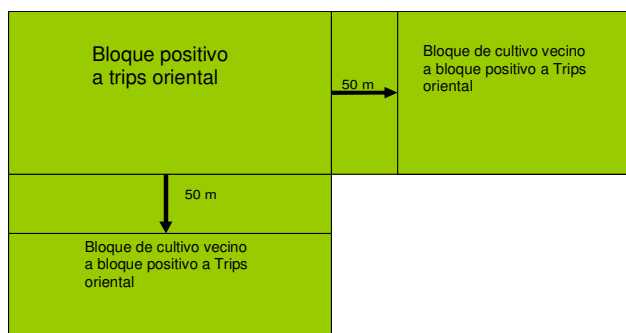 Bloque positivo
a trips oriental
50 m
Bloque de cultivo vecino
a bloque positivo a Trips
oriental
50 m
Bloque de cultivo vecino
a bloque positivo a Trips
oriental